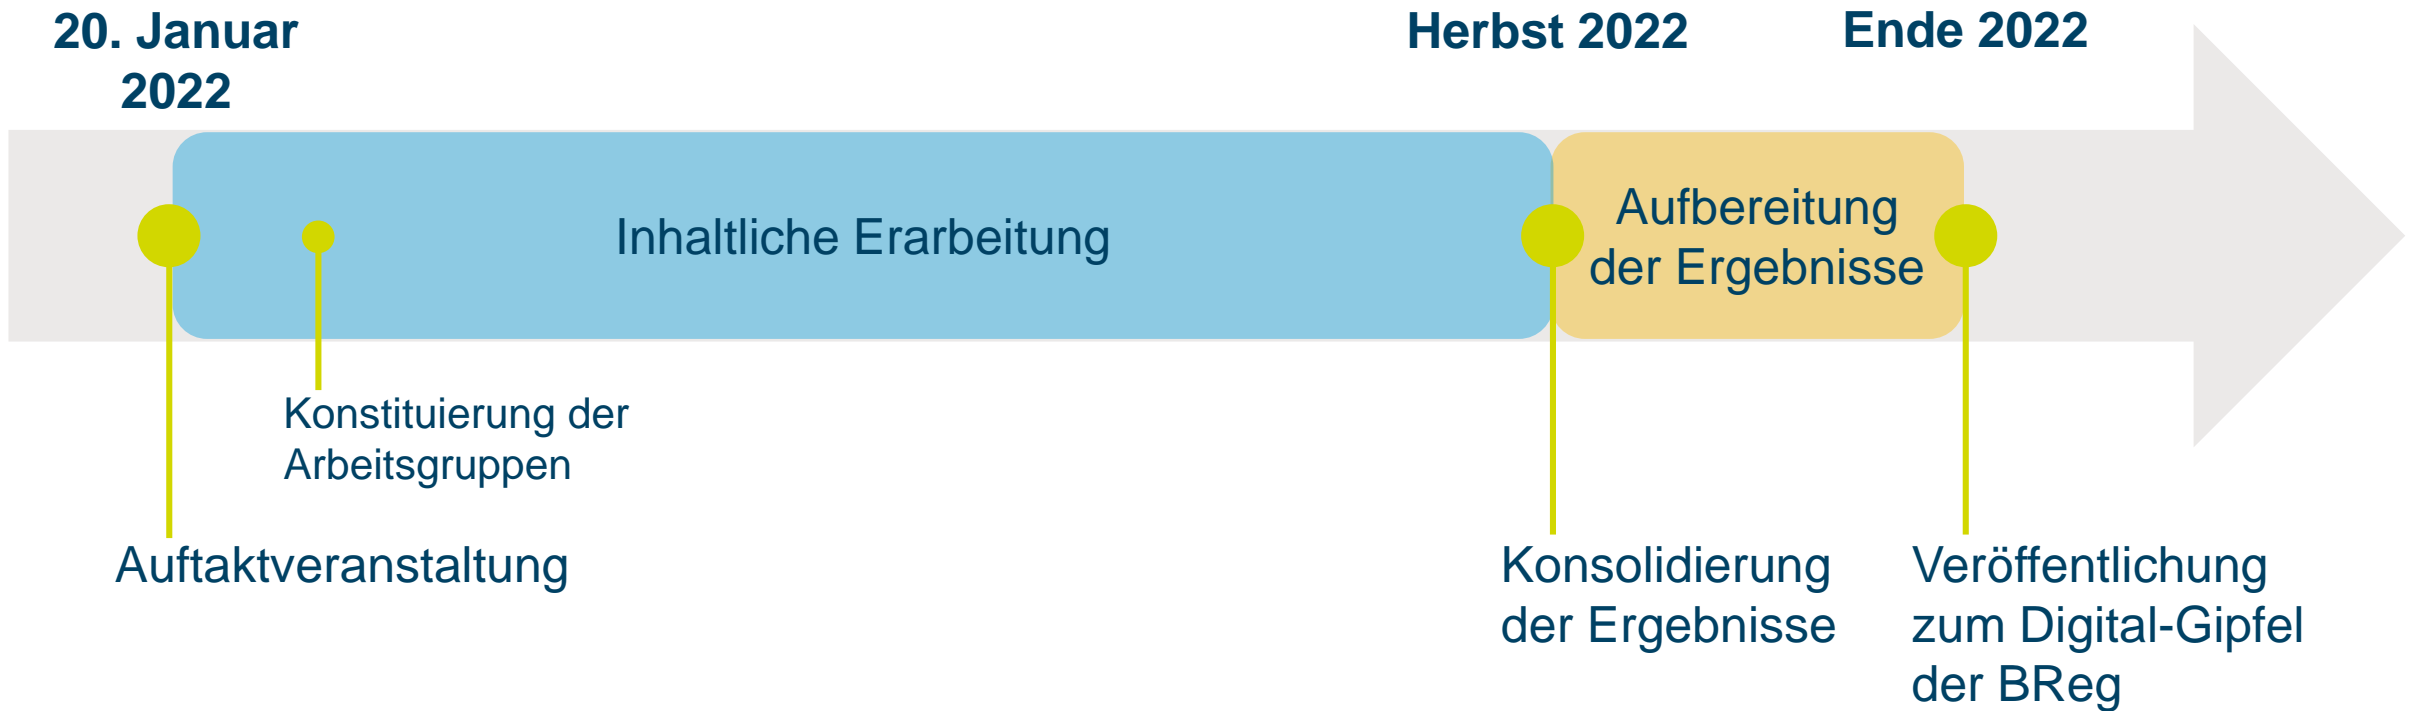 20. Januar
2022
Herbst 2022
Ende 2022
Inhaltliche Erarbeitung
Aufbereitung
der Ergebnisse
Konstituierung der
Arbeitsgruppen
Auftaktveranstaltung
Konsolidierung
der Ergebnisse
Veröffentlichung
zum Digital-Gipfel
der BReg